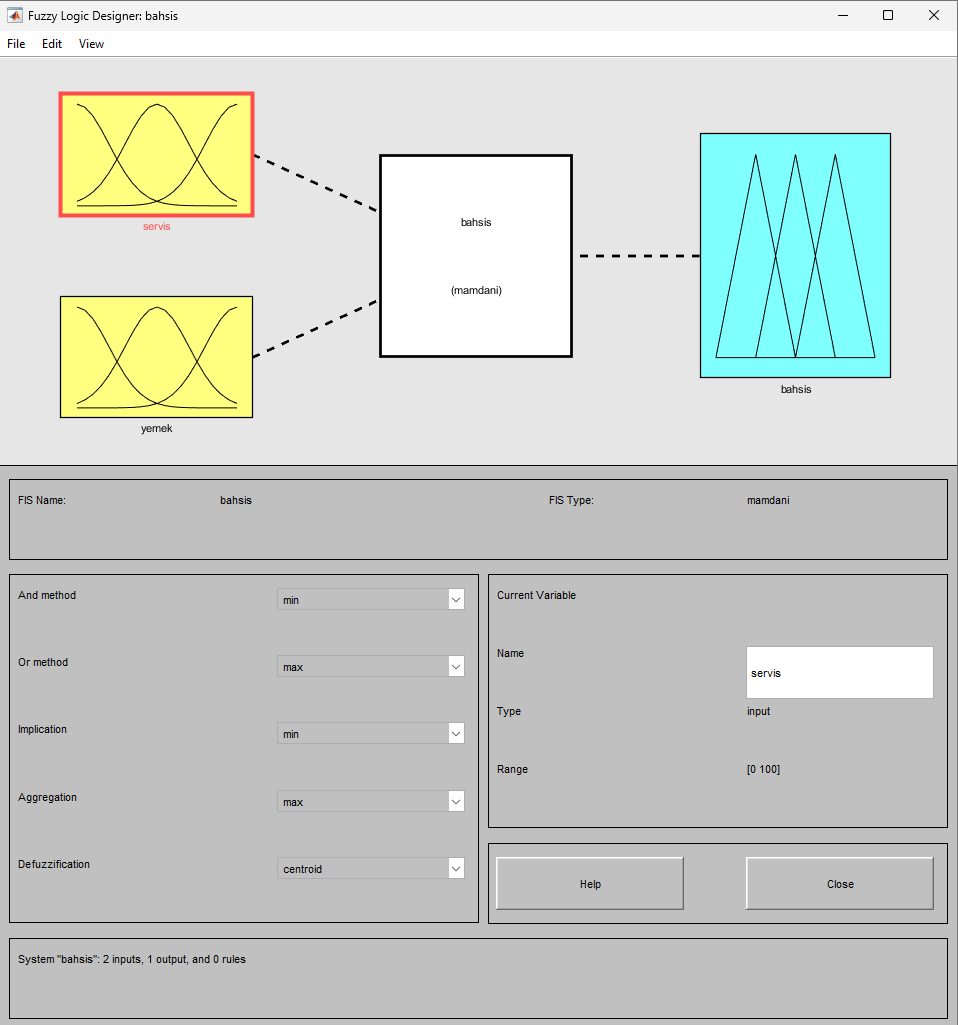 Fuzzy Logic Designer: bahsis
File Edit View
servis
yemek
bahsis
(mamdani)
bahsis
FIS Name: bahsis FIS Type: mamdani
And method min
Or method max
Implication min
Aggregation max
Defuzzification centroid
Current Variable
Name servis
Type input
Range [0 100]
Help Close
System "bahsis": 2 inputs, 1 output, and 0 rules